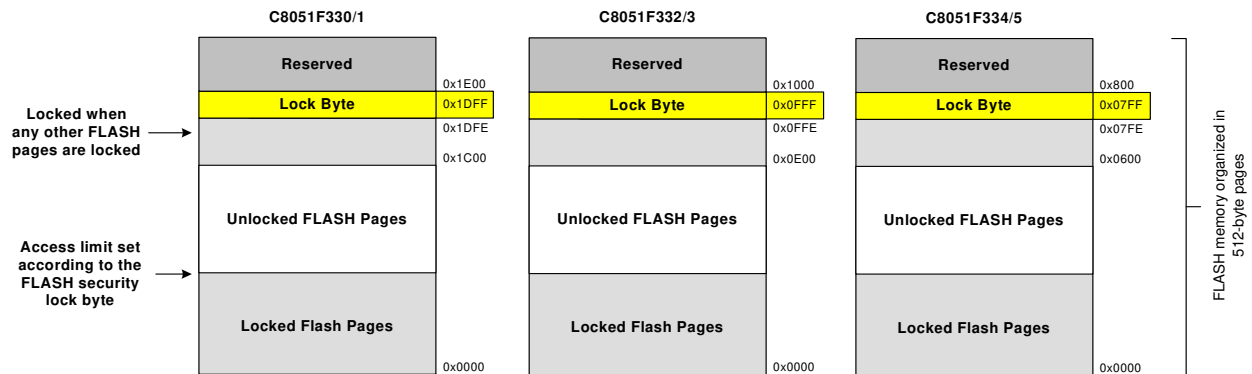 C8051F330/1
C8051F332/3
C8051F334/5
Locked when
any other FLASH
pages are locked
Access limit set
according to the
FLASH security
lock byte
Reserved
0x1E00
Lock Byte
0x1DFF
0x1DFE
0x1C00
Unlocked FLASH Pages
Locked Flash Pages
0x0000
Reserved
0x1000
Lock Byte
0x0FFF
0x0FFE
0x0E00
Unlocked FLASH Pages
Locked Flash Pages
0x0000
Reserved
0x800
Lock Byte
0x07FF
0x07FE
0x0600
Unlocked FLASH Pages
Locked Flash Pages
0x0000
FLASH memory organized in
512-byte pages